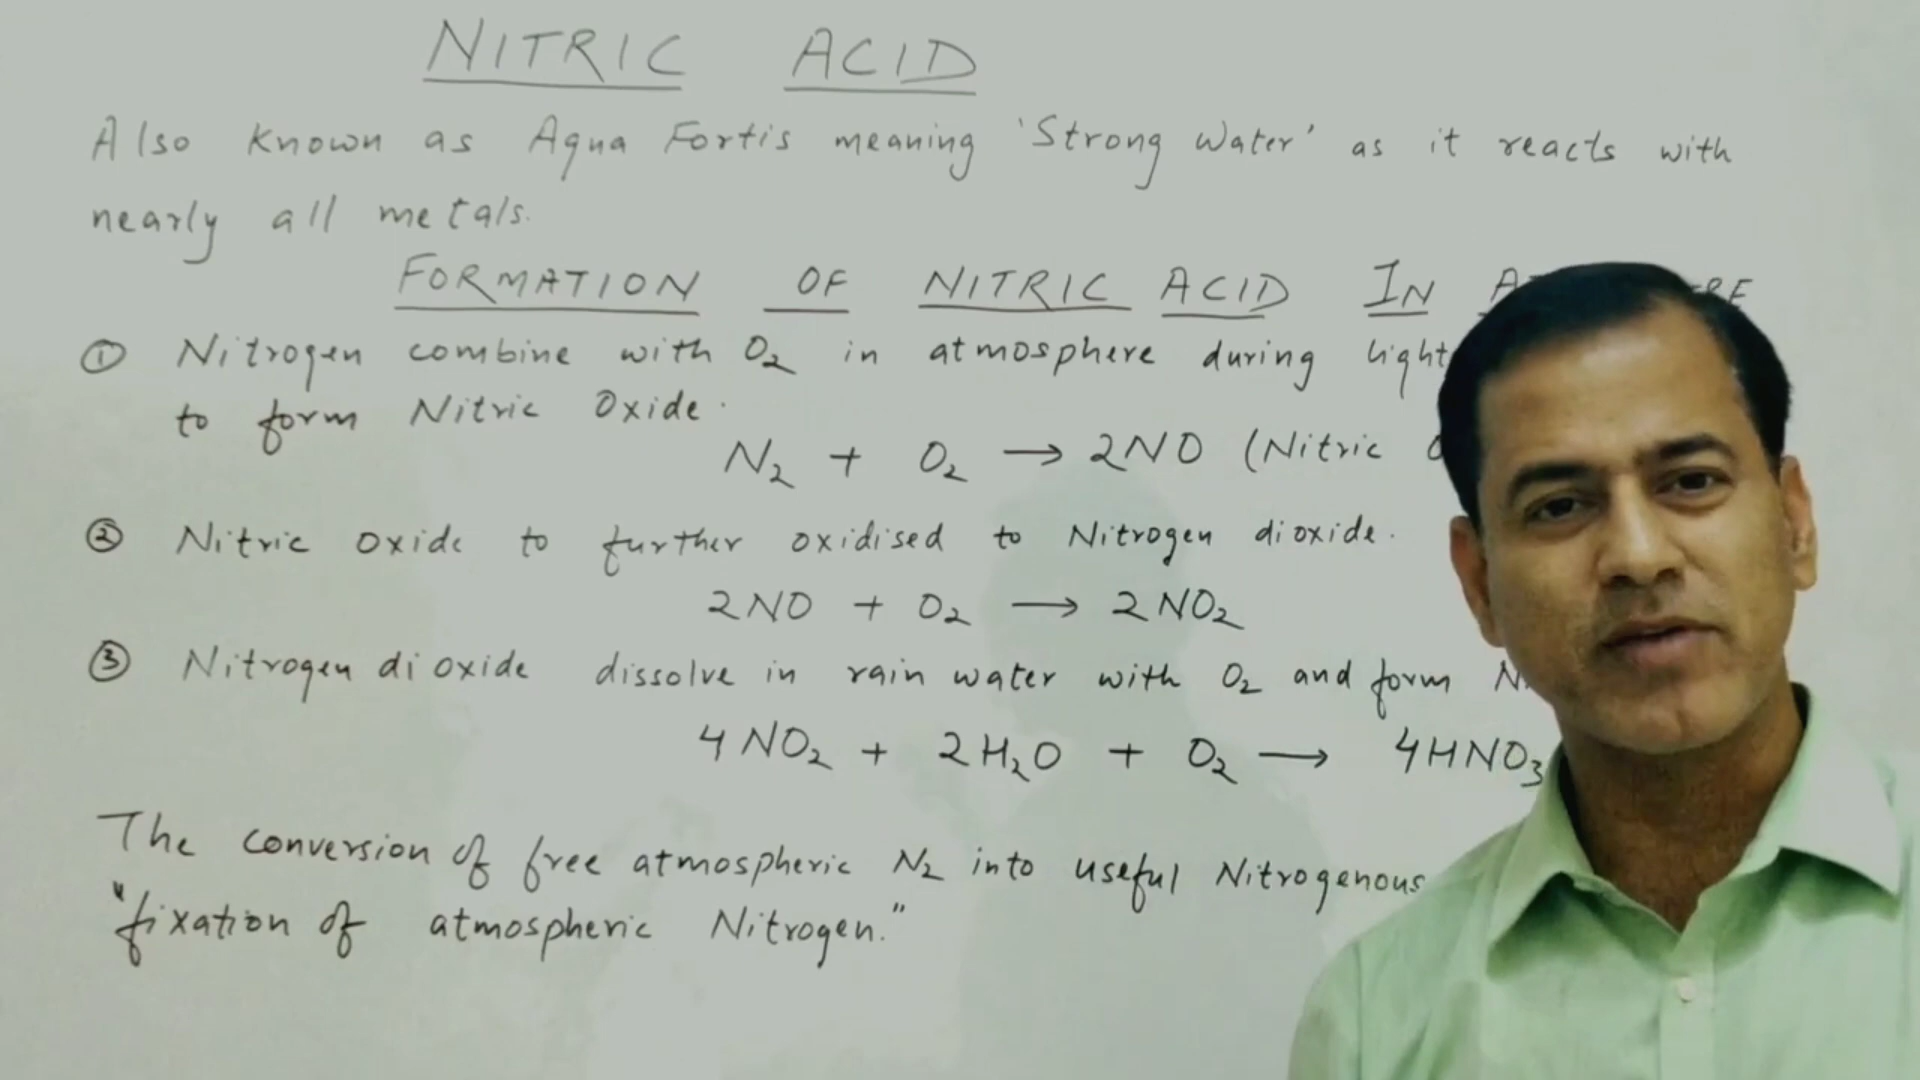 NITRIC ACID
Also known as Aqua Fortis meaning 'Strong Water' as it reacts with
nearly all metals.
FORMATION OF NITRIC ACID IN
① Nitrogen combine with O₂ in atmosphere during
to form Nitric Oxide.
N₂ + O₂ → 2NO (Nitric
② Nitric oxide to further oxidised to Nitrogen dioxide.
2NO + O₂ → 2NO₂
③ Nitrogen dioxide dissolve in rain water with O₂ and form
4NO₂ + 2H₂O + O₂ → 4HNO₃
The conversion of free atmospheric N₂ into useful Nitrogenous
"fixation of atmospheric Nitrogen."